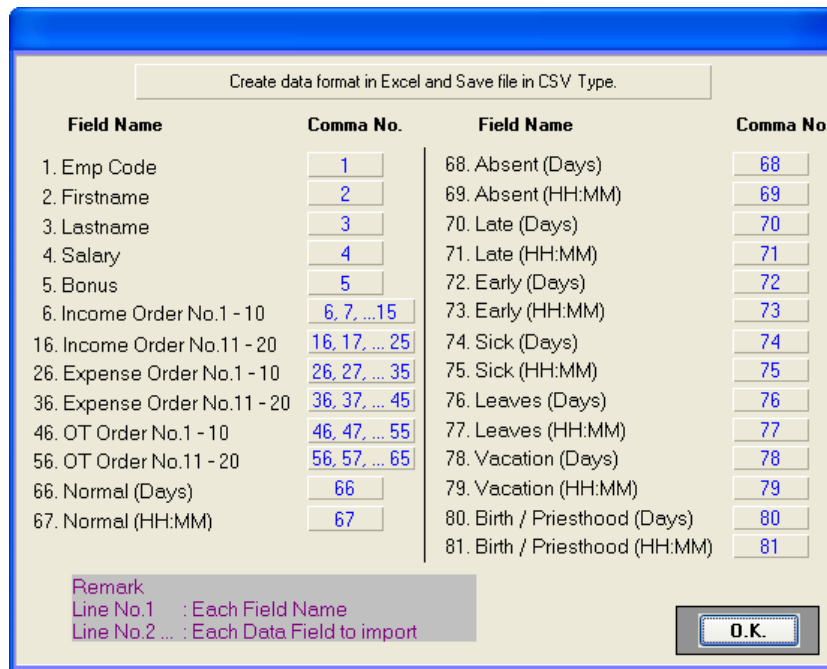 Create data format in Excel and Save file in CSV Type.
Field Name Comma No.
1. Emp Code 1
2. Firstname 2
3. Lastname 3
4. Salary 4
5. Bonus 5
6. Income Order No.1 - 10 6, 7, ...15
16. Income Order No.11 - 20 16, 17, ... 25
26. Expense Order No.1 - 10 26, 27, ... 35
36. Expense Order No.11 - 20 36, 37, ... 45
46. OT Order No.1 - 10 46, 47, ... 55
56. OT Order No.11 - 20 56, 57, ... 65
66. Normal (Days) 66
67. Normal (HH:MM) 67
Field Name Comma No
68. Absent (Days) 68
69. Absent (HH:MM) 69
70. Late (Days) 70
71. Late (HH:MM) 71
72. Early (Days) 72
73. Early (HH:MM) 73
74. Sick (Days) 74
75. Sick (HH:MM) 75
76. Leaves (Days) 76
77. Leaves (HH:MM) 77
78. Vacation (Days) 78
79. Vacation (HH:MM) 79
80. Birth / Priesthood (Days) 80
81. Birth / Priesthood (HH:MM) 81
Remark
Line No.1 : Each Field Name
Line No.2 ... : Each Data Field to import
O.K.